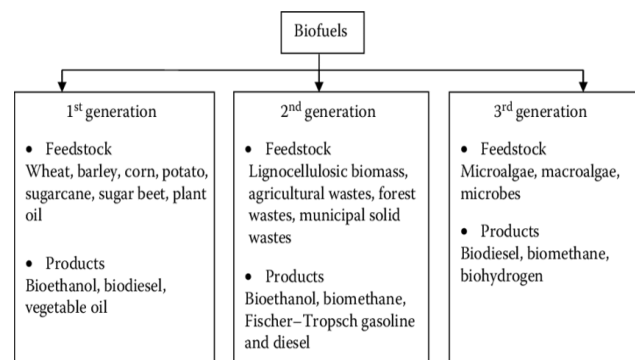 Biofuels
1st generation
• Feedstock
Wheat, barley, corn, potato,
sugarcane, sugar beet, plant
oil
• Products
Bioethanol, biodiesel,
vegetable oil
2nd generation
• Feedstock
Lignocellulosic biomass,
agricultural wastes, forest
wastes, municipal solid
wastes
• Products
Bioethanol, biomethane,
Fischer–Tropsch gasoline
and diesel
3rd generation
• Feedstock
Microalgae, macroalgae,
microbes
• Products
Biodiesel, biomethane,
biohydrogen